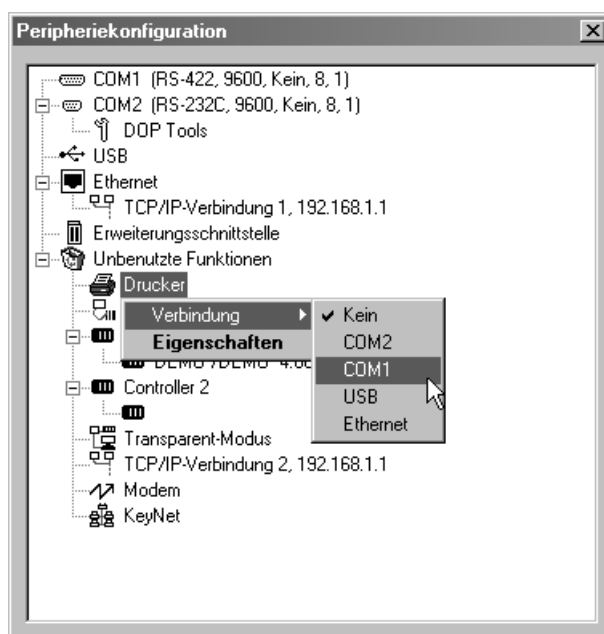 Peripheriekonfiguration
COM1 (RS-422, 9600, Kein, 8, 1)
COM2 (RS-232C, 9600, Kein, 8, 1)
DOP Tools
USB
Ethernet
TCP/IP-Verbindung 1, 192.168.1.1
Erweiterungsschnittstelle
Unbenutzte Funktionen
Drucker
Verbindung
Eigenschaften
Kein
COM2
COM1
USB
Ethernet
Controller 2
Transparent-Modus
TCP/IP-Verbindung 2, 192.168.1.1
Modem
KeyNet